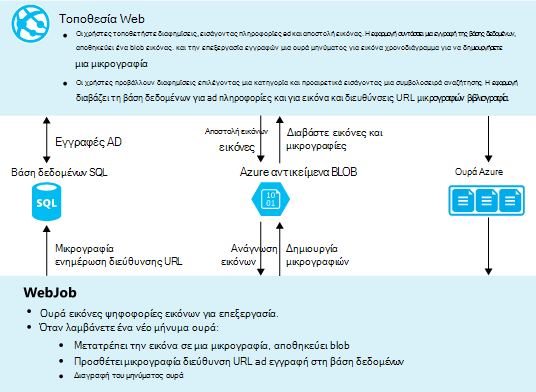 Τοποθεσία Web
• Οι χρήστες τοποθετήστε διαφημίσεις, εισάγοντας πληροφορίες ad και αποστολή εικόνας. Η εφαρμογή συντάσσει μια εγγραφή της βάσης δεδομένων,
αποθηκεύει ένα blob εικόνας. και την επεξεργασία εγγραφών μια ουρά μηνύματος για εικόνα χρονοδιάγραμμα για να δημιουργήσετε
μια μικρογραφία
• Οι χρήστες προβάλλουν διαφημίσεις επιλέγοντας μια κατηγορία και προαιρετικά εισάγοντας μια συμβολοσειρά αναζήτησης. Η εφαρμογή
διαβάζει τη βάση δεδομένων για ad πληροφορίες και για εικόνα και διευθύνσεις URL μικρογραφιών
Εγγραφές AD
Αποστολή εικόνων
εικόνες
Διαβάστε εικόνες και
μικρογραφίες
Βάση δεδομένων SQL
Azure αντικείμενα BLOB
Ουρά Azure
SQL
10
01
Μικρογραφία
ενημέρωση διεύθυνσης URL
Ανάγνωση
εικόνων
Δημιουργία
μικρογραφιών
WebJob
• Ουρά εικόνες ψηφοφορίες εικόνων για επεξεργασία.
• Όταν λαμβάνετε ένα νέο μήνυμα ουρά:
• Μετατρέπει την εικόνα σε μια μικρογραφία, αποθηκεύει blob
• Προσθέτει μικρογραφία διεύθυνση URL ad εγγραφή στη βάση δεδομένων
• Διαγραφή του μηνύματος ουρά